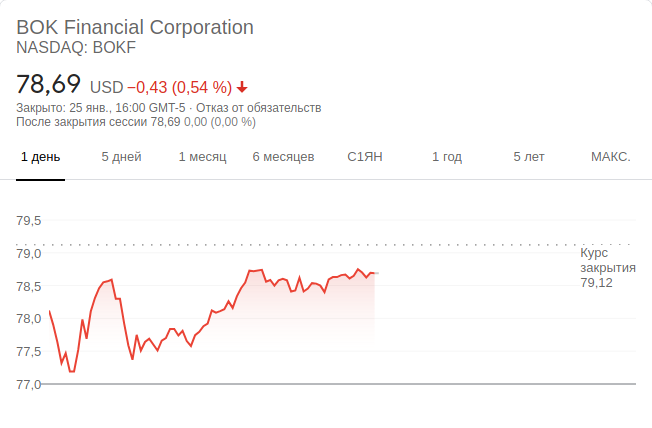 BOK Financial Corporation
NASDAQ: BOKF
78,69 USD −0,43 (0,54 %)
Закрыто: 25 янв., 16:00 GMT-5 · Отказ от обязательств
После закрытия сессии 78,69 0,00 (0,00 %)
1 день 5 дней 1 месяц 6 месяцев С1ЯН 1 год 5 лет МАКС.
79,5
79,0
Курс
закрытия
79,12
78,5
78,0
77,5
77,0